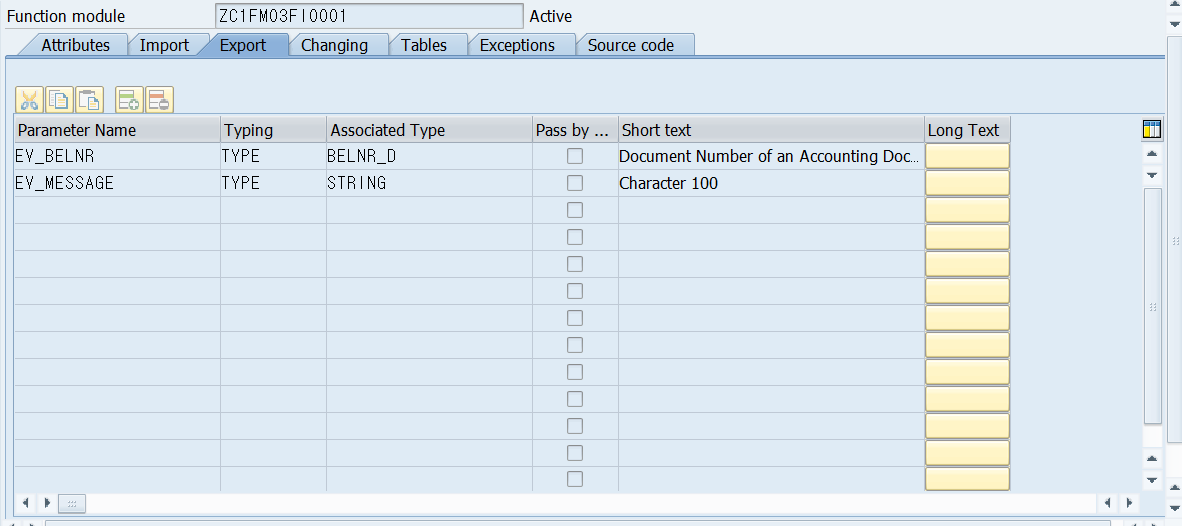 Function module ZC1FM03FI0001 Active
Attributes Import Export Changing Tables Exceptions Source code
Parameter Name Typing Associated Type Pass by ... Short text Long Text
EV_BELNR TYPE BELNR_D Document Number of an Accounting Doc...
EV_MESSAGE TYPE STRING Character 100